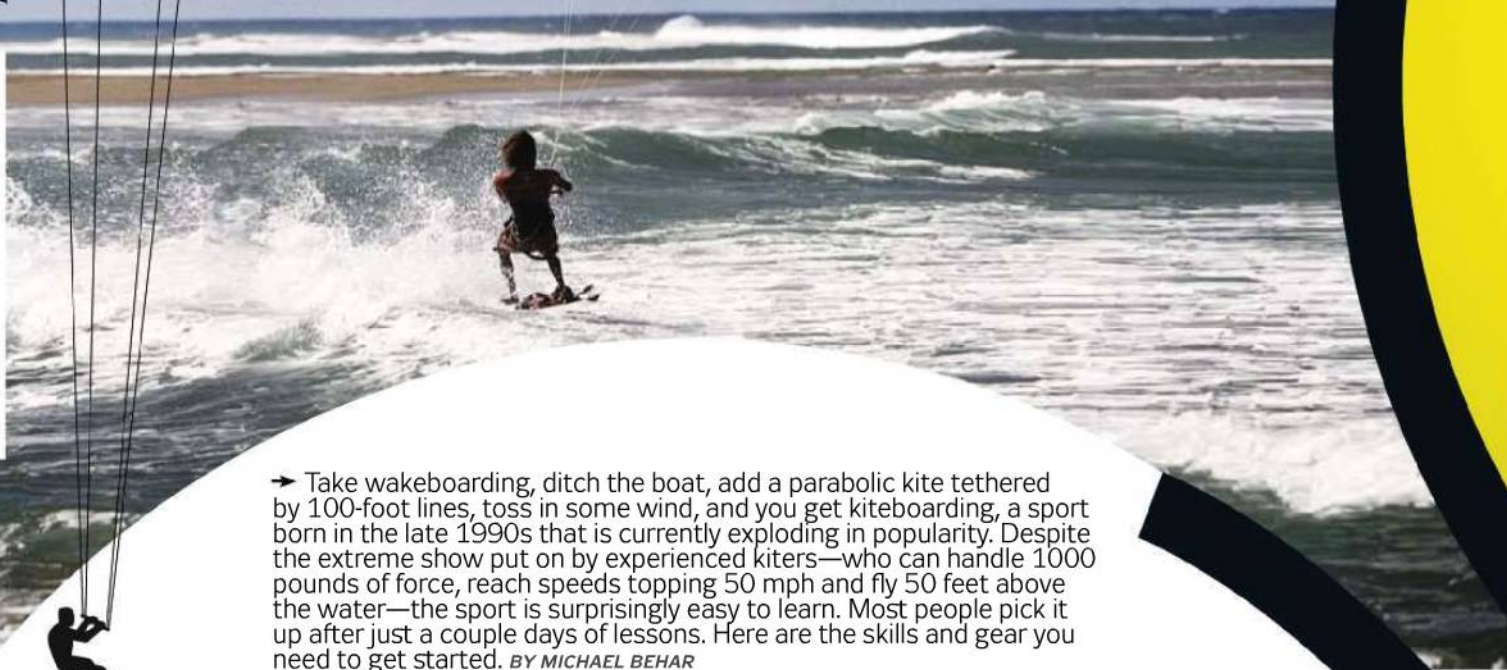 ➛ Take wakeboarding, ditch the boat, add a parabolic kite tethered
by 100-foot lines, toss in some wind, and you get kiteboarding, a sport
born in the late 1990s that is currently exploding in popularity. Despite
the extreme show put on by experienced kiters—who can handle 1000
pounds of force, reach speeds topping 50 mph and fly 50 feet above
the water—the sport is surprisingly easy to learn. Most people pick it
up after just a couple days of lessons. Here are the skills and gear you
need to get started. BY MICHAEL BEHAR